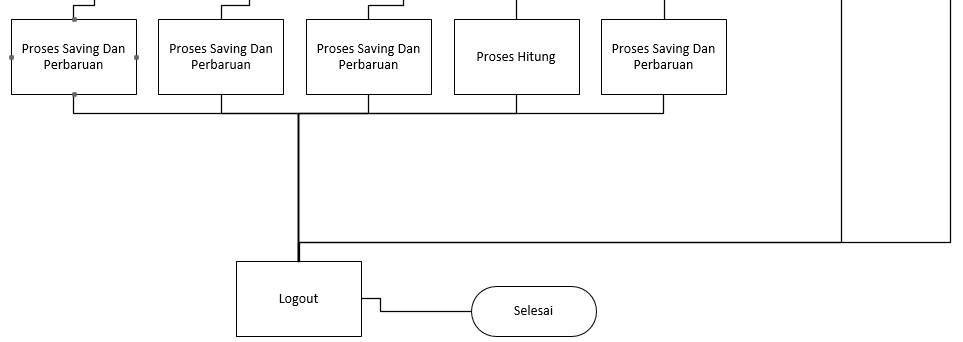 Proses Saving Dan
Perbaruan
Proses Saving Dan
Perbaruan
Proses Saving Dan
Perbaruan
Proses Hitung
Proses Saving Dan
Perbaruan
Logout
Selesai